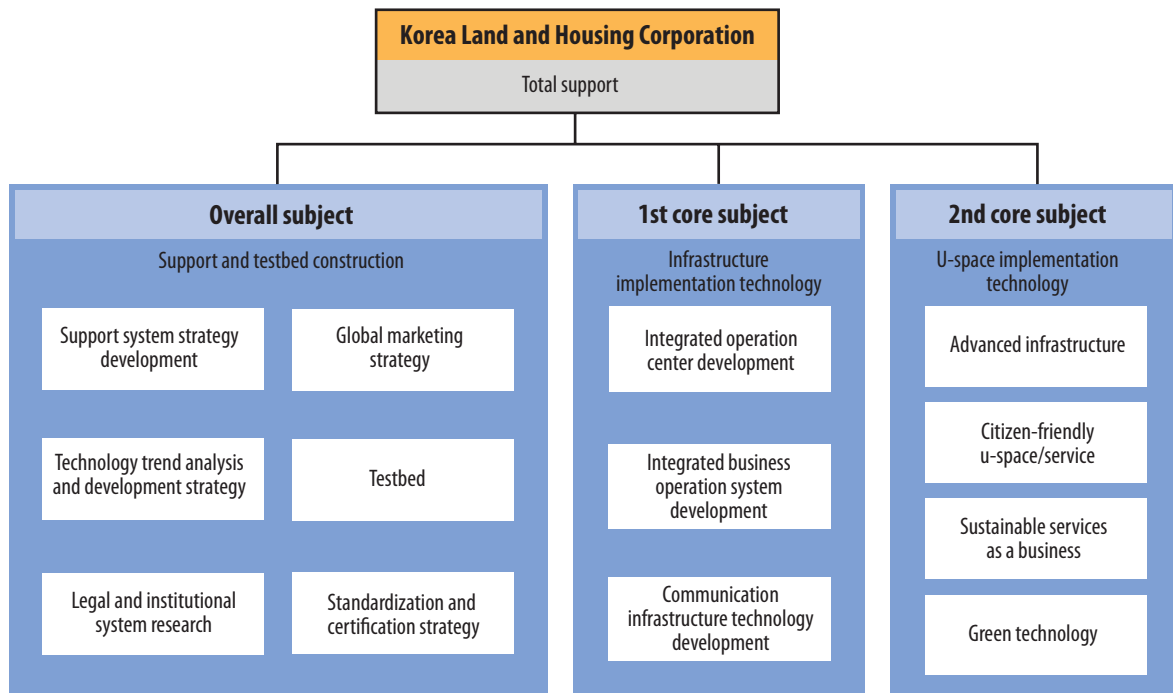 Korea Land and Housing Corporation
Total support
Overall subject
Support and testbed construction
Support system strategy
development
Global marketing
strategy
Technology trend analysis
and development strategy
Testbed
Legal and institutional
system research
Standardization and
certification strategy
1st core subject
Infrastructure
implementation technology
Integrated operation
center development
Integrated business
operation system
development
Communication
infrastructure technology
development
2nd core subject
U-space implementation
technology
Advanced infrastructure
Citizen-friendly
u-space/service
Sustainable services
as a business
Green technology